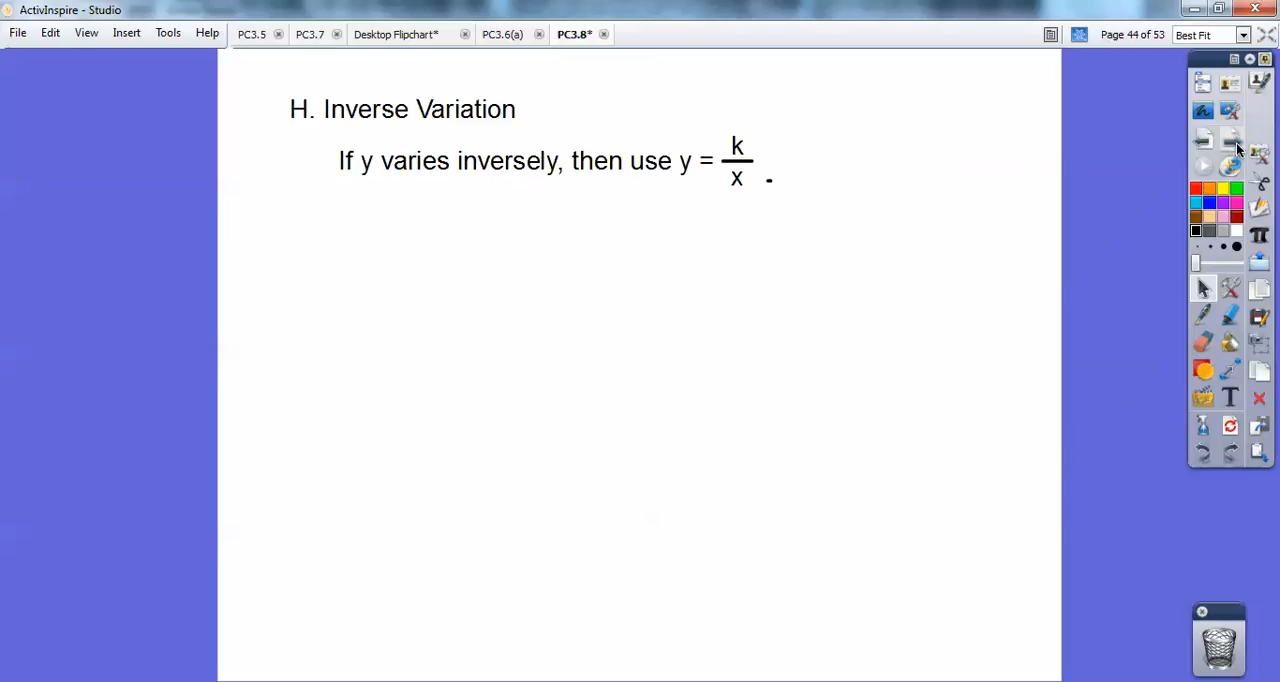 ActivInspire - Studio
File Edit View Insert Tools Help PC3.5 PC3.7 Desktop Flipchart* PC3.6(a) PC3.8* Page 44 of 53 Best Fit
H. Inverse Variation
If y varies inversely, then use y = k/x .